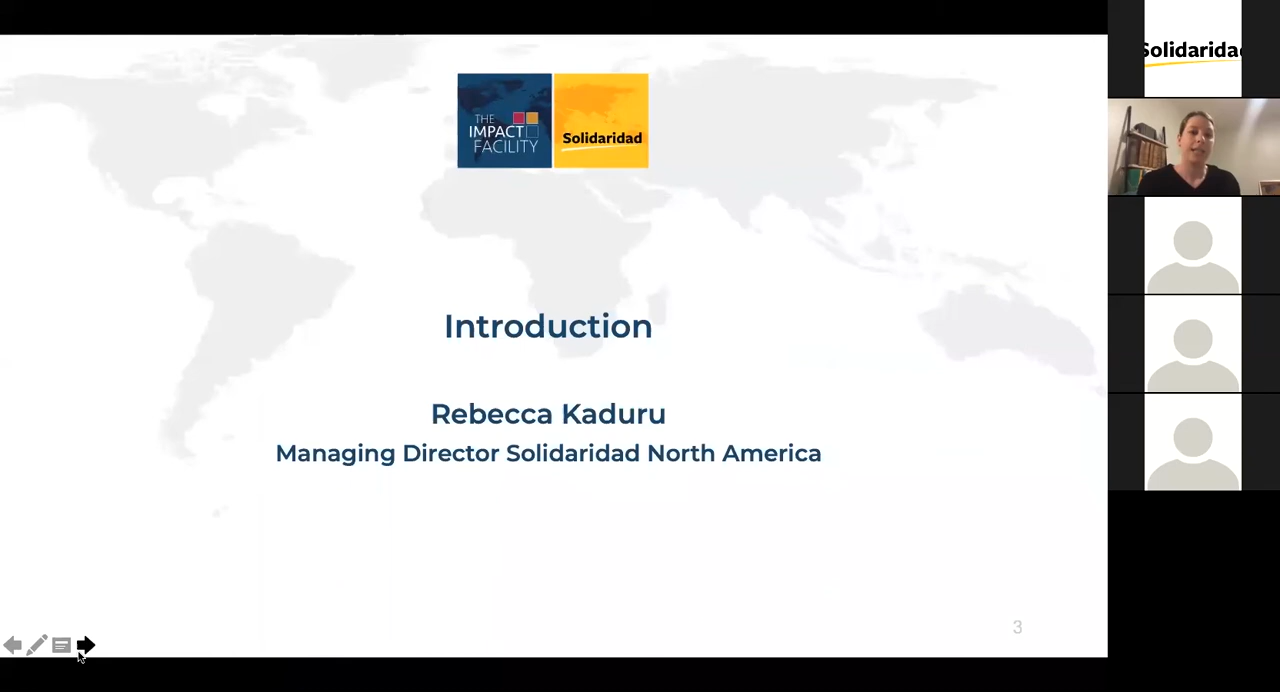 THE
IMPACT
FACILITY
Solidaridad
Introduction
Rebecca Kaduru
Managing Director Solidaridad North America
3
Solidaridad